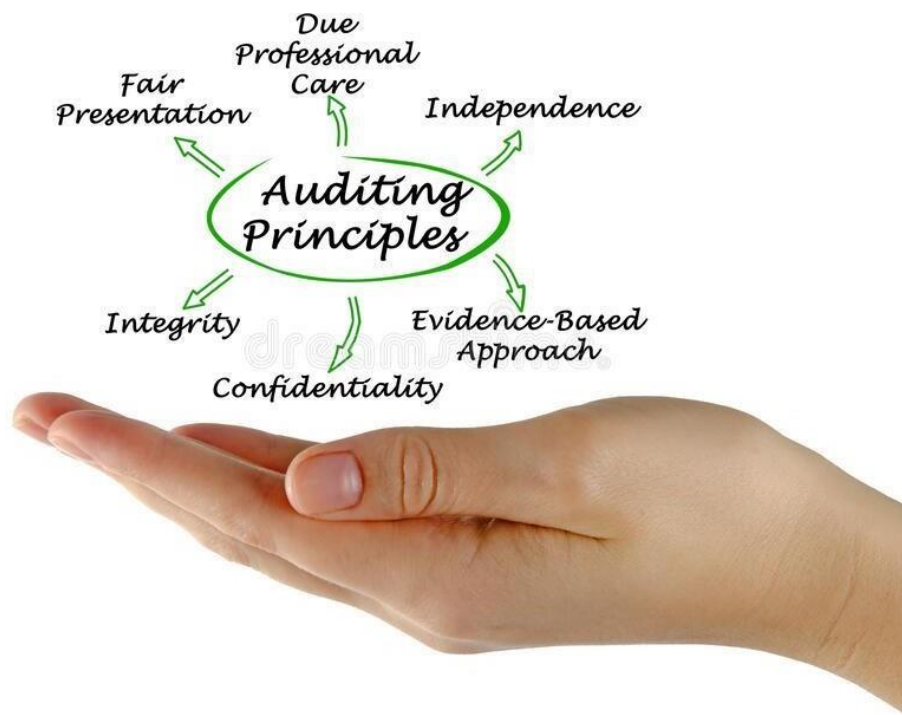 Due
Professional
Care
Fair
Presentation
Independence
Auditing
Principles
Integrity
Evidence-Based
Approach
Confidentiality